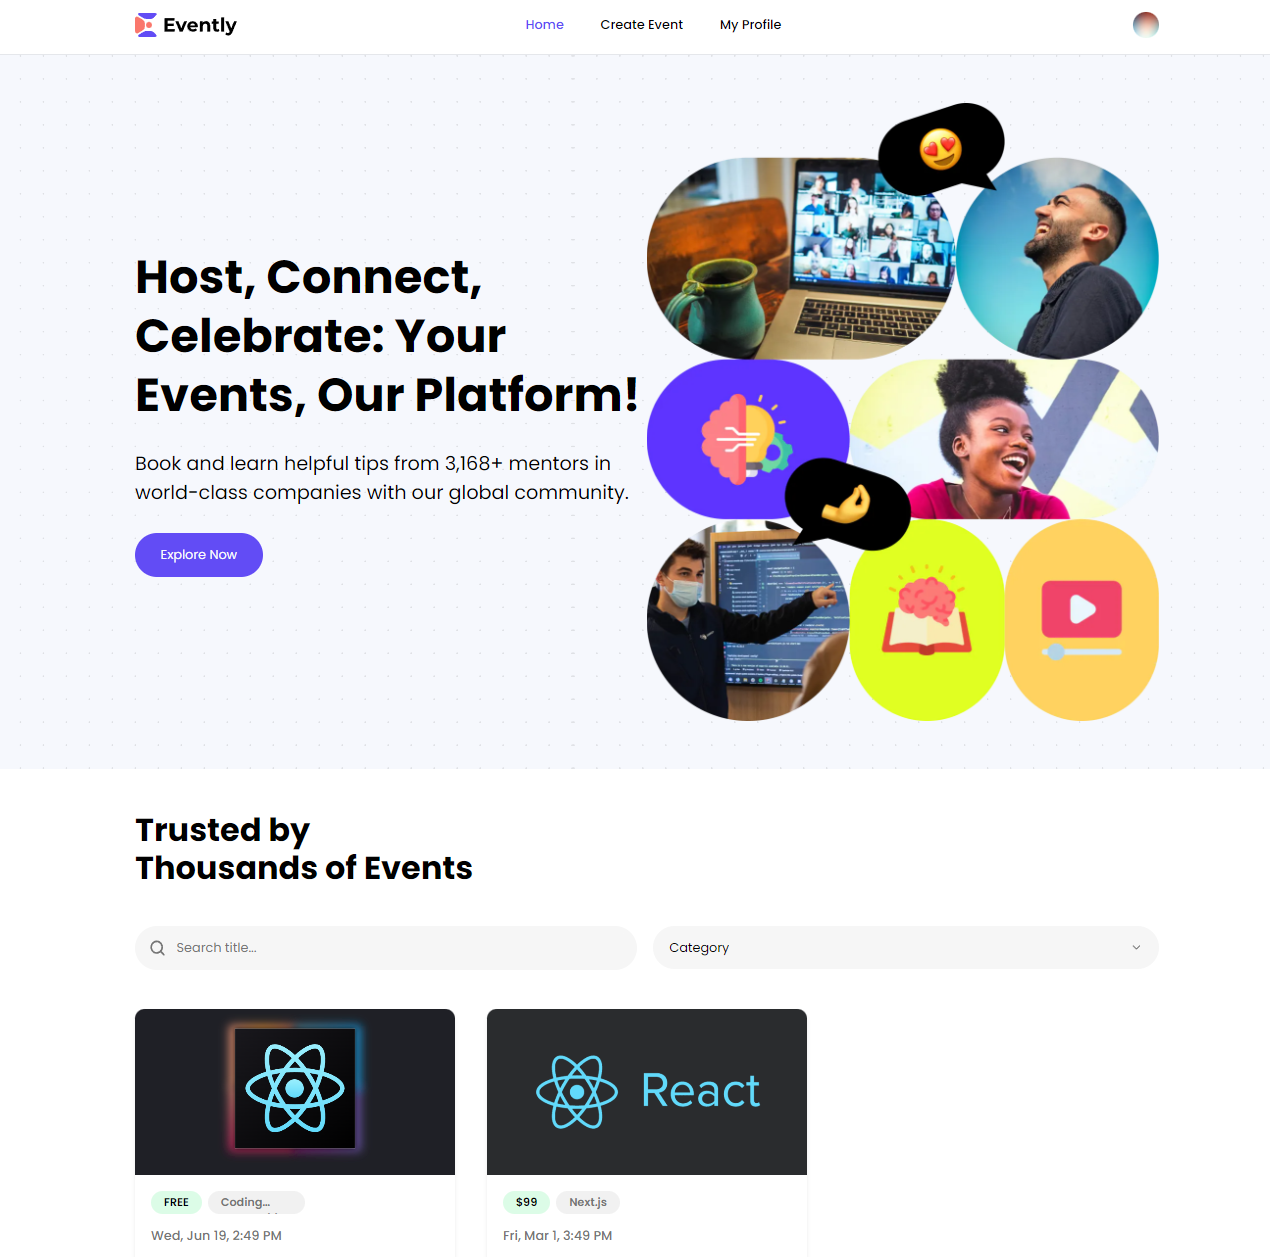 Evently
Home
Create Event
My Profile
Host, Connect,
Celebrate: Your
Events, Our Platform!
Book and learn helpful tips from 3,168+ mentors in
world-class companies with our global community.
Explore Now
Trusted by
Thousands of Events
Search title...
Category
React
FREE
Coding...
$99
Next.js
Wed, Jun 19, 2:49 PM
Fri, Mar 1, 3:49 PM